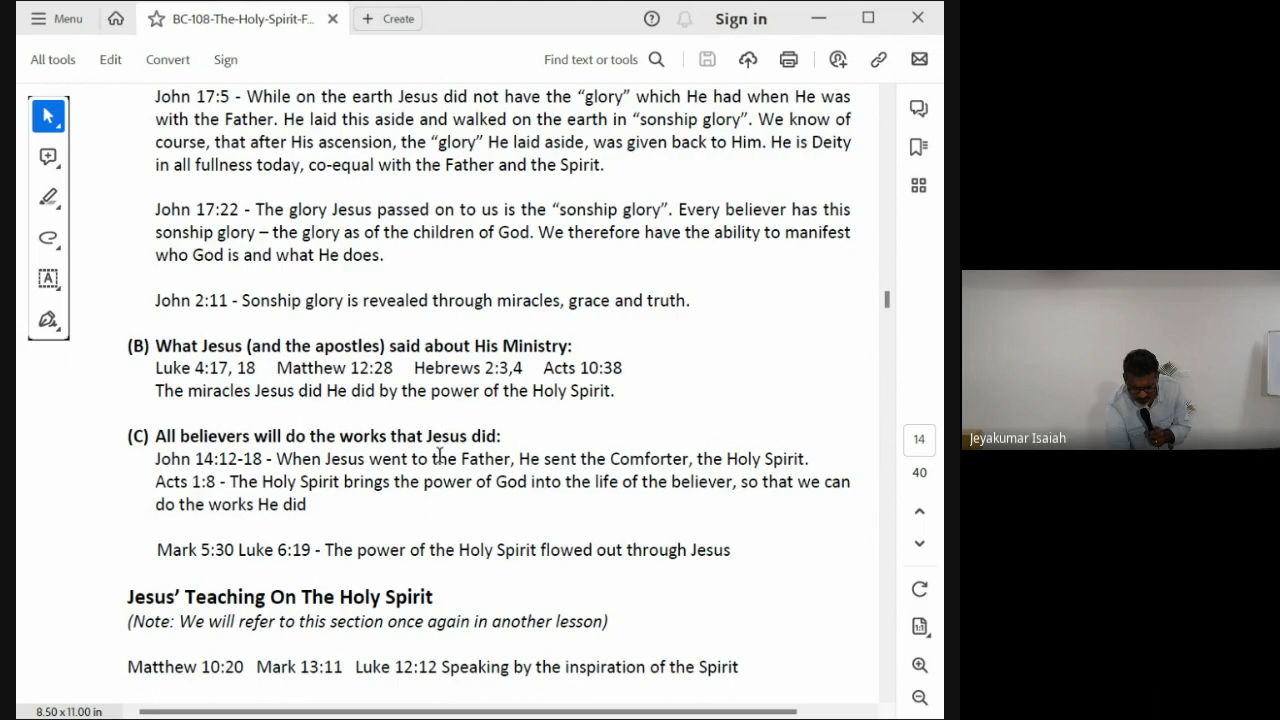 Menu
BC-108-The-Holy-Spirit-F...
Create
Sign in
All tools
Edit
Convert
Sign
Find text or tools
John 17:5 - While on the earth Jesus did not have the “glory” which He had when He was
with the Father. He laid this aside and walked on the earth in “sonship glory”. We know of
course, that after His ascension, the “glory” He laid aside, was given back to Him. He is Deity
in all fullness today, co-equal with the Father and the Spirit.
John 17:22 - The glory Jesus passed on to us is the “sonship glory”. Every believer has this
sonship glory – the glory as of the children of God. We therefore have the ability to manifest
who God is and what He does.
John 2:11 - Sonship glory is revealed through miracles, grace and truth.
(B) What Jesus (and the apostles) said about His Ministry:
Luke 4:17, 18 Matthew 12:28 Hebrews 2:3,4 Acts 10:38
The miracles Jesus did He did by the power of the Holy Spirit.
(C) All believers will do the works that Jesus did:
John 14:12-18 - When Jesus went to the Father, He sent the Comforter, the Holy Spirit.
Acts 1:8 - The Holy Spirit brings the power of God into the life of the believer, so that we can
do the works He did
Mark 5:30 Luke 6:19 - The power of the Holy Spirit flowed out through Jesus
Jesus’ Teaching On The Holy Spirit
(Note: We will refer to this section once again in another lesson)
Matthew 10:20 Mark 13:11 Luke 12:12 Speaking by the inspiration of the Spirit
14
40
8.50 x 11.00 in
Jeyakumar Isaiah